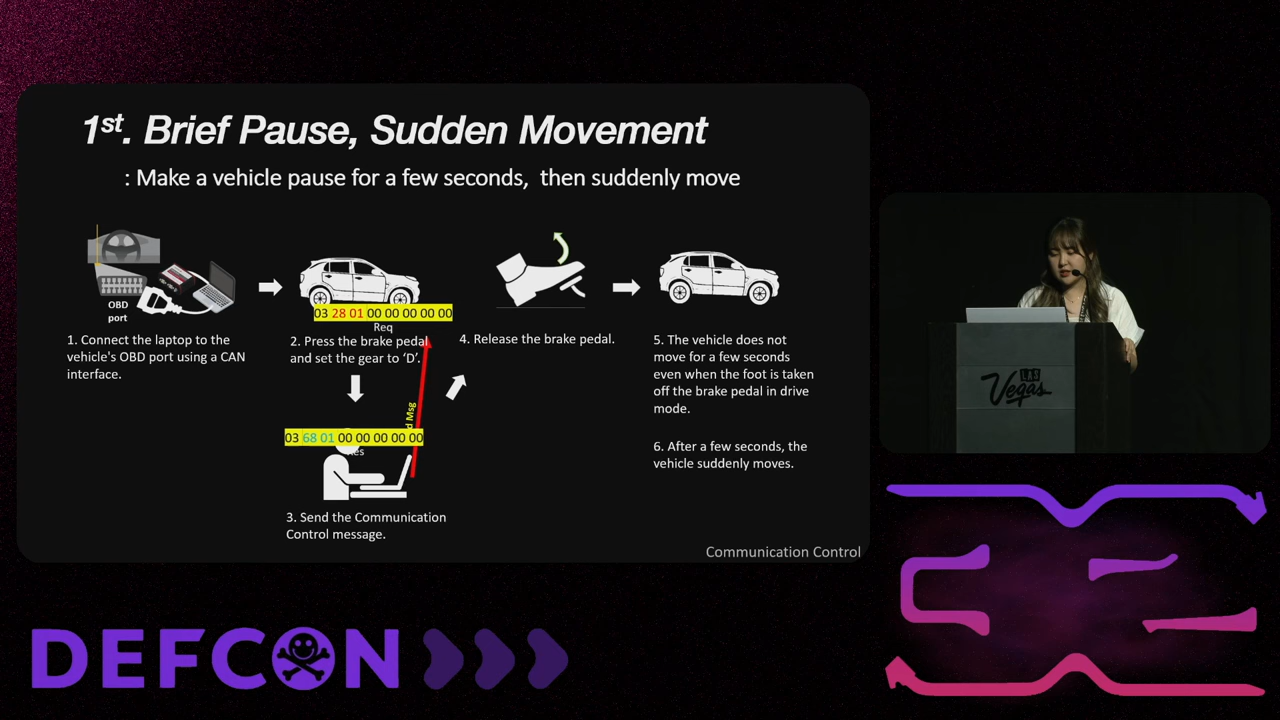 1st. Brief Pause, Sudden Movement
: Make a vehicle pause for a few seconds, then suddenly move
OBD
port
1. Connect the laptop to the
vehicle's OBD port using a CAN
interface.
03 28 01 00 00 00 00 00
Req
2. Press the brake pedal
and set the gear to ‘D’.
d Msg
03 68 01 00 00 00 00 00
es
3. Send the Communication
Control message.
4. Release the brake pedal.
5. The vehicle does not
move for a few seconds
even when the foot is taken
off the brake pedal in drive
mode.
6. After a few seconds, the
vehicle suddenly moves.
Communication Control
LAS
Vegas
DEFCON